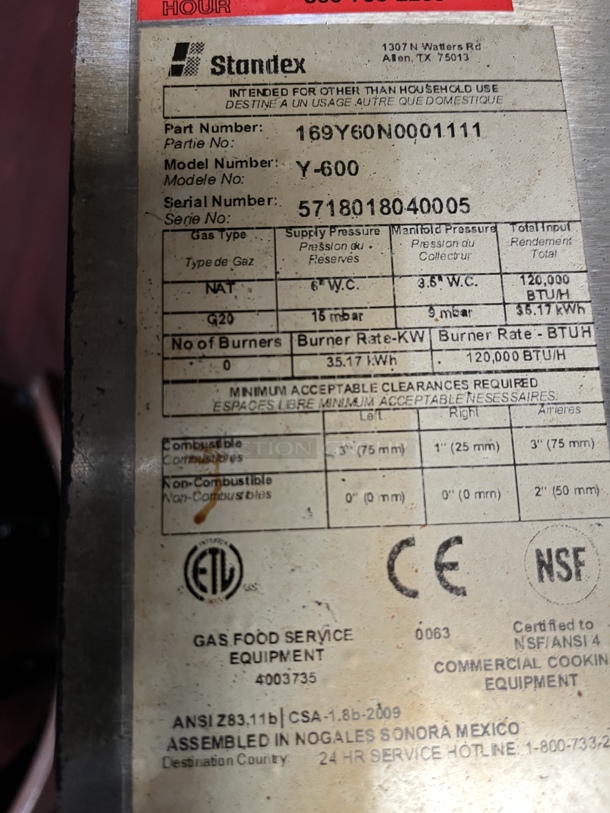 HOUR
Standex
1307 N Watters Rd
Allen, TX 75013
INTENDED FOR OTHER THAN HOUSEHOLD USE
DESTINE A UN USAGE AUTRE QUE DOMESTIQUE
Part Number: 169Y60N0001111
Partie No:
Model Number: Y-600
Modele No:
Serial Number: 5718018040005
Serie No:
Gas Type Supply Pressure Manifold Pressure Total Input
Type de Gaz Pression du Reserves Pression du Collectrur Rendement Total
NAT 6" W.C. 3.5" W.C. 120,000 BTU/H
G20 15 mbar 9 mbar 35.17 kWh
No of Burners Burner Rate-KW Burner Rate - BTUH
0 35.17 kWh 120,000 BTU/H
MINIMUM ACCEPTABLE CLEARANCES REQUIRED
ESPACES LIBRE MINIMUM ACCEPTABLE NESESSAIRES:
Left Right Arrieres
Combustible 3" (75 mm) 1" (25 mm) 3" (75 mm)
Combustibles
Non-Combustible 0" (0 mm) 0" (0 mm) 2" (50 mm)
Non-Combustibles
ETL
CE
NSF
GAS FOOD SERVICE
EQUIPMENT
4003735
0063
Certified to
NSF/ANSI 4
COMMERCIAL COOKIN
EQUIPMENT
ANSI Z83.11b| CSA-1.8b-2009
ASSEMBLED IN NOGALES SONORA MEXICO
Destination Country: 24 HR SERVICE HOTLINE: 1-800-733-2